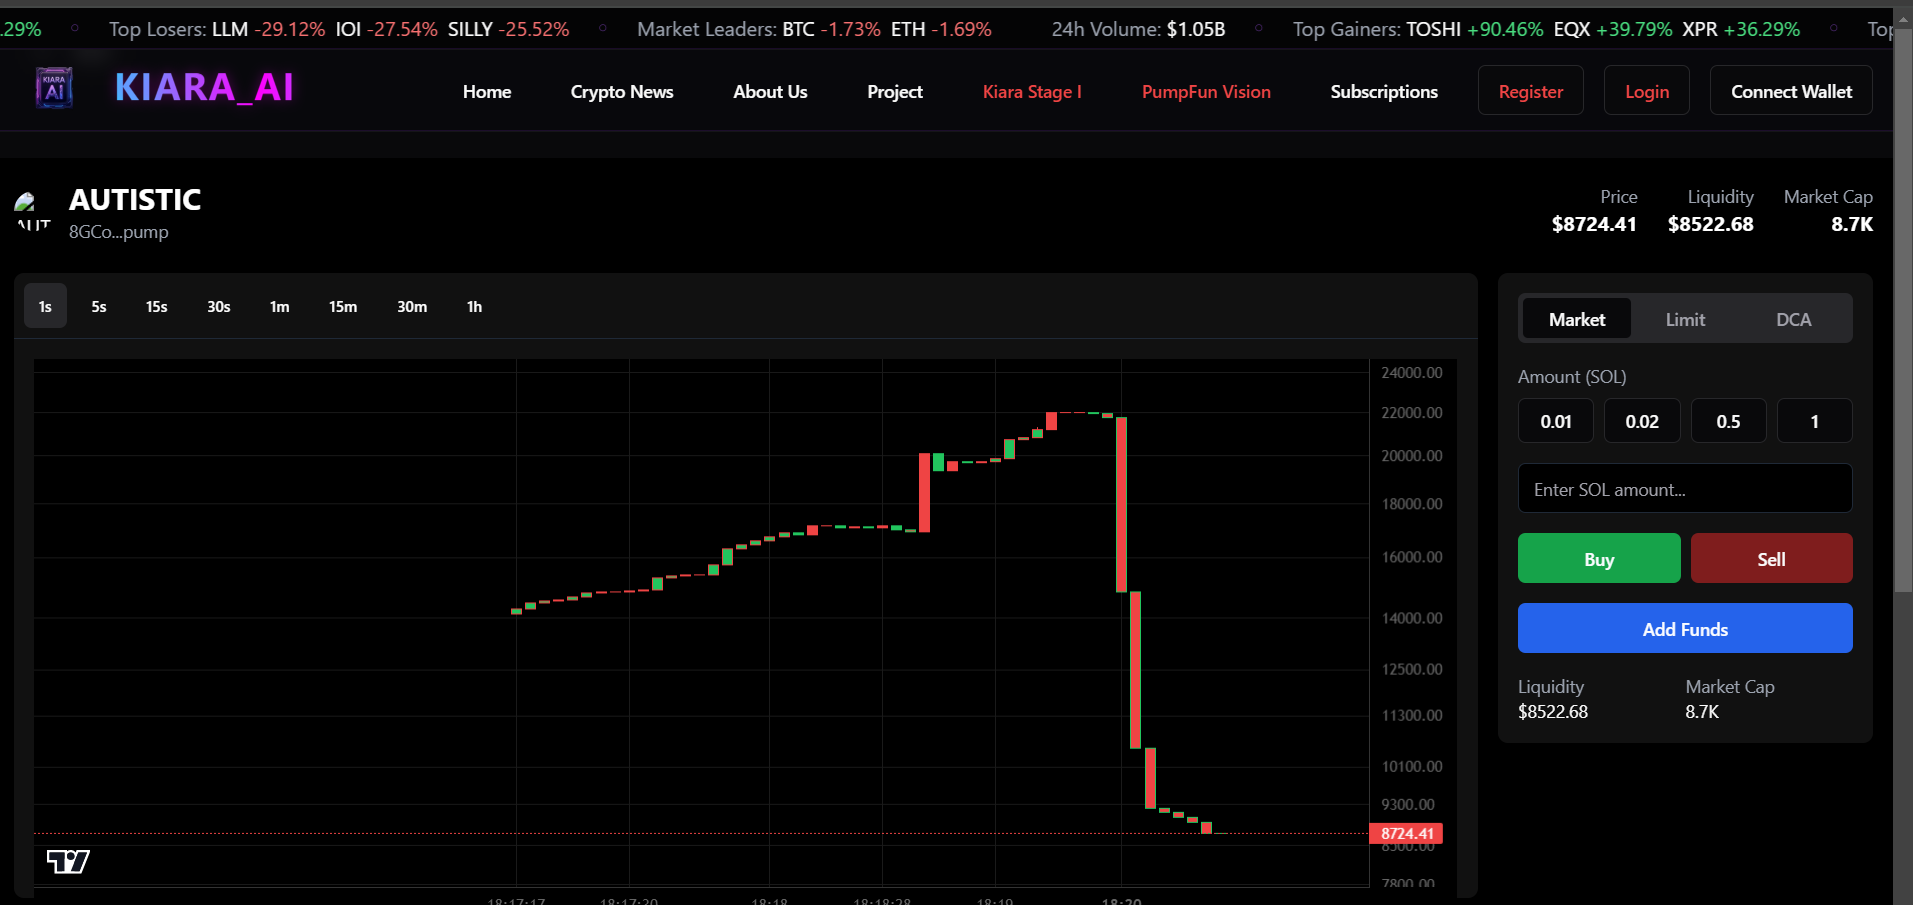 .29% Top Losers: LLM -29.12% IOI -27.54% SILLY -25.52% Market Leaders: BTC -1.73% ETH -1.69% 24h Volume: $1.05B Top Gainers: TOSHI +90.46% EQX +39.79% XPR +36.29% Top
KIARA AI
KIARA_AI
Home Crypto News About Us Project Kiara Stage I PumpFun Vision Subscriptions Register Login Connect Wallet
AUT
AUTISTIC
8GCo...pump
Price Liquidity Market Cap
$8724.41 $8522.68 8.7K
1s 5s 15s 30s 1m 15m 30m 1h
24000.00
22000.00
20000.00
18000.00
16000.00
14000.00
12500.00
11300.00
10100.00
9300.00
8724.41
8500.00
7800.00
18:17:17 18:17:30 18:18 18:18:28 18:19 18:20
Market Limit DCA
Amount (SOL)
0.01 0.02 0.5 1
Enter SOL amount...
Buy Sell
Add Funds
Liquidity Market Cap
$8522.68 8.7K